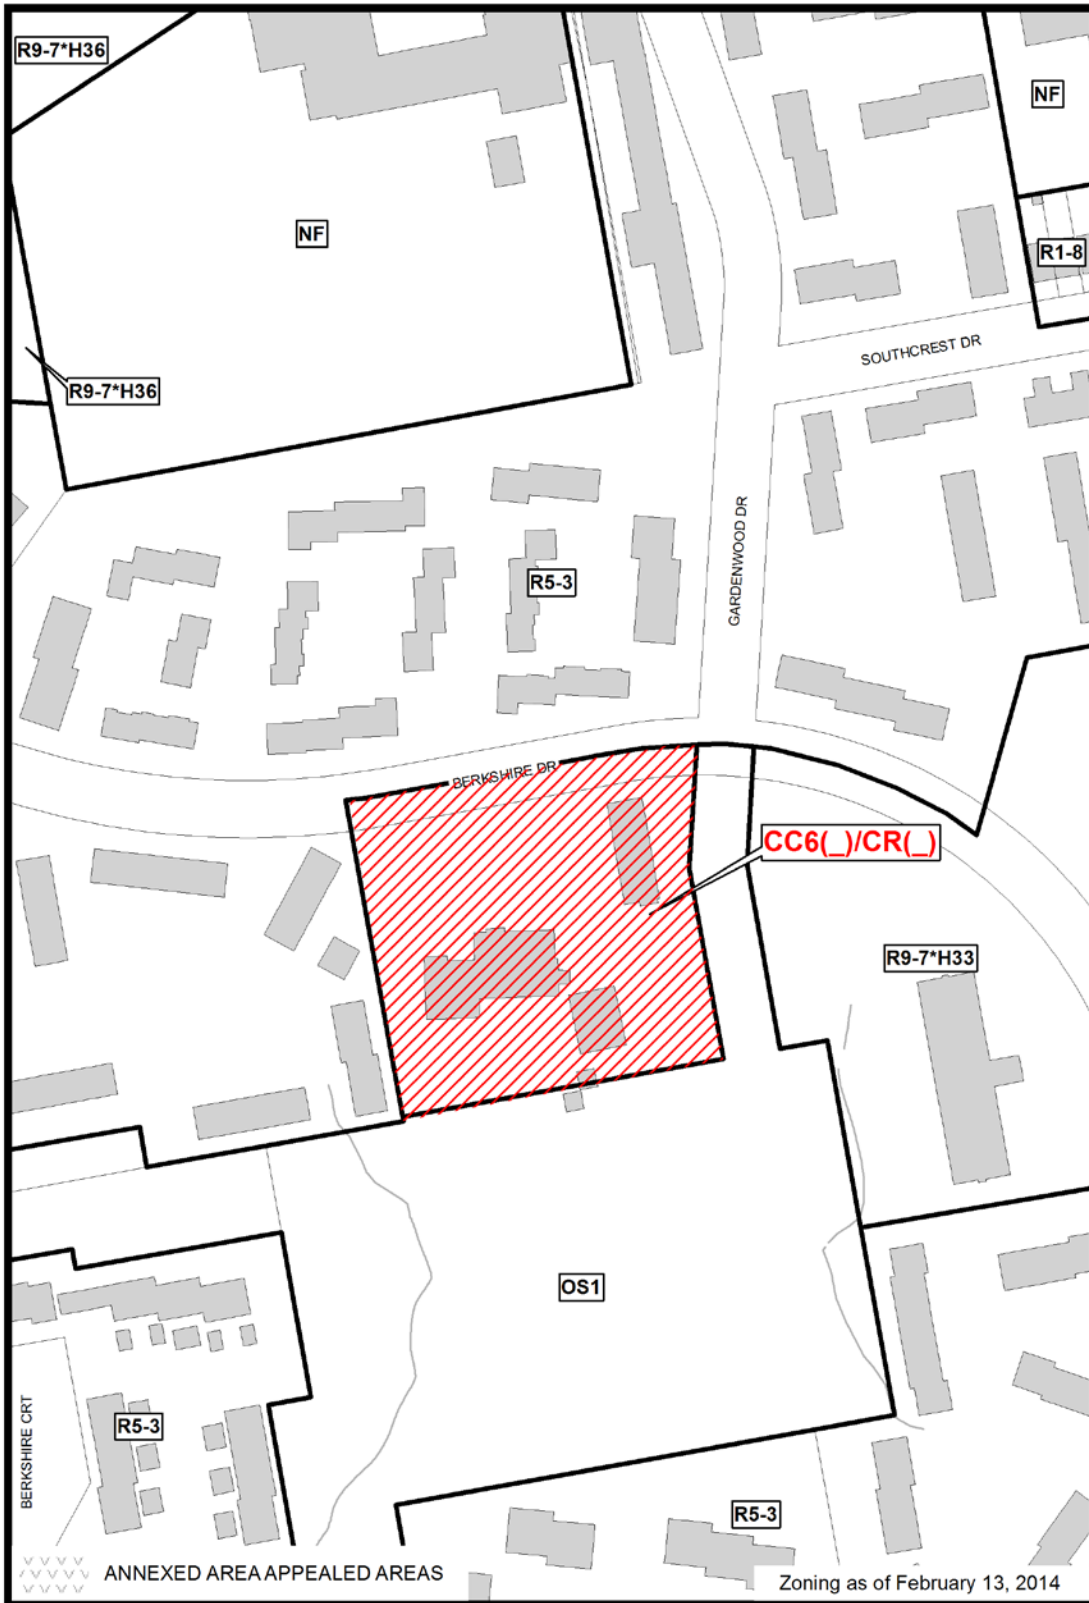 R9-7*H36
NF
NF
R1-8
SOUTHCREST DR
R9-7*H36
GARDENWOOD DR
R5-3
BERKSHIRE DR
CC6(_)/CR(_)
R9-7*H33
OS1
BERKSHIRE CRT
R5-3
R5-3
ANNEXED AREA APPEALED AREAS
Zoning as of February 13, 2014